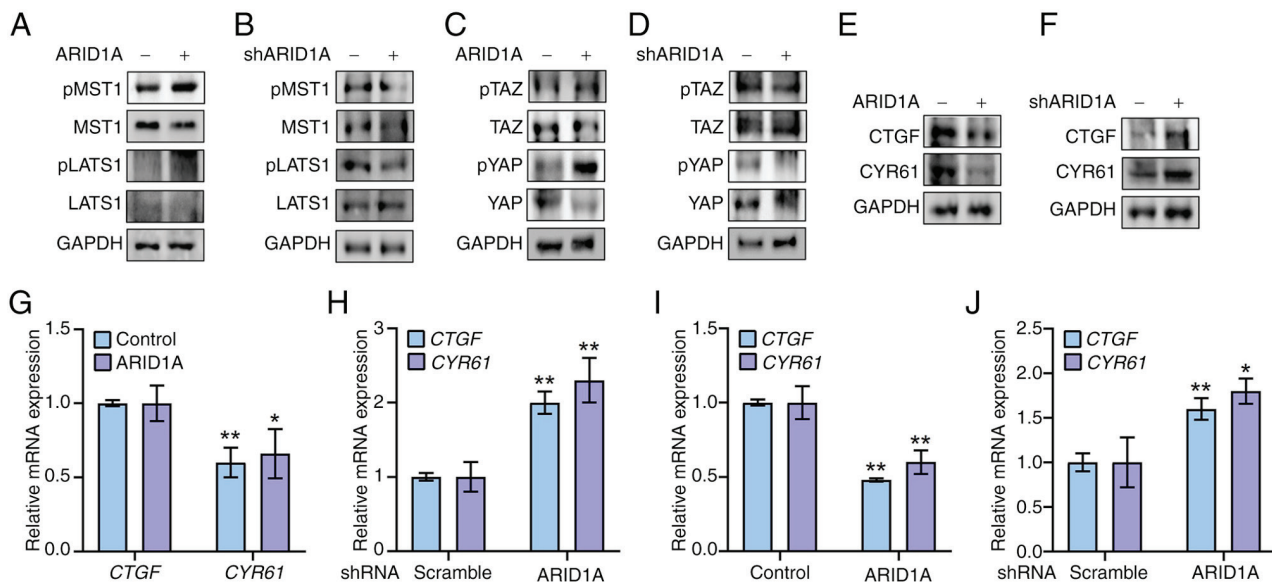 A
ARID1A − +
pMST1
MST1
pLATS1
LATS1
GAPDH
B
shARID1A − +
pMST1
MST1
pLATS1
LATS1
GAPDH
C
ARID1A − +
pTAZ
TAZ
pYAP
YAP
GAPDH
D
shARID1A − +
pTAZ
TAZ
pYAP
YAP
GAPDH
E
ARID1A − +
CTGF
CYR61
GAPDH
F
shARID1A − +
CTGF
CYR61
GAPDH
G
Relative mRNA expression
1.5
1.0
0.5
0.0
Control
ARID1A
** *
CTGF CYR61
H
Relative mRNA expression
3
2
1
0
CTGF
CYR61
** **
shRNA Scramble ARID1A
I
Relative mRNA expression
1.5
1.0
0.5
0.0
CTGF
CYR61
** **
Control ARID1A
J
Relative mRNA expression
2.5
2.0
1.5
1.0
0.5
0.0
CTGF
CYR61
** *
shRNA Scramble ARID1A